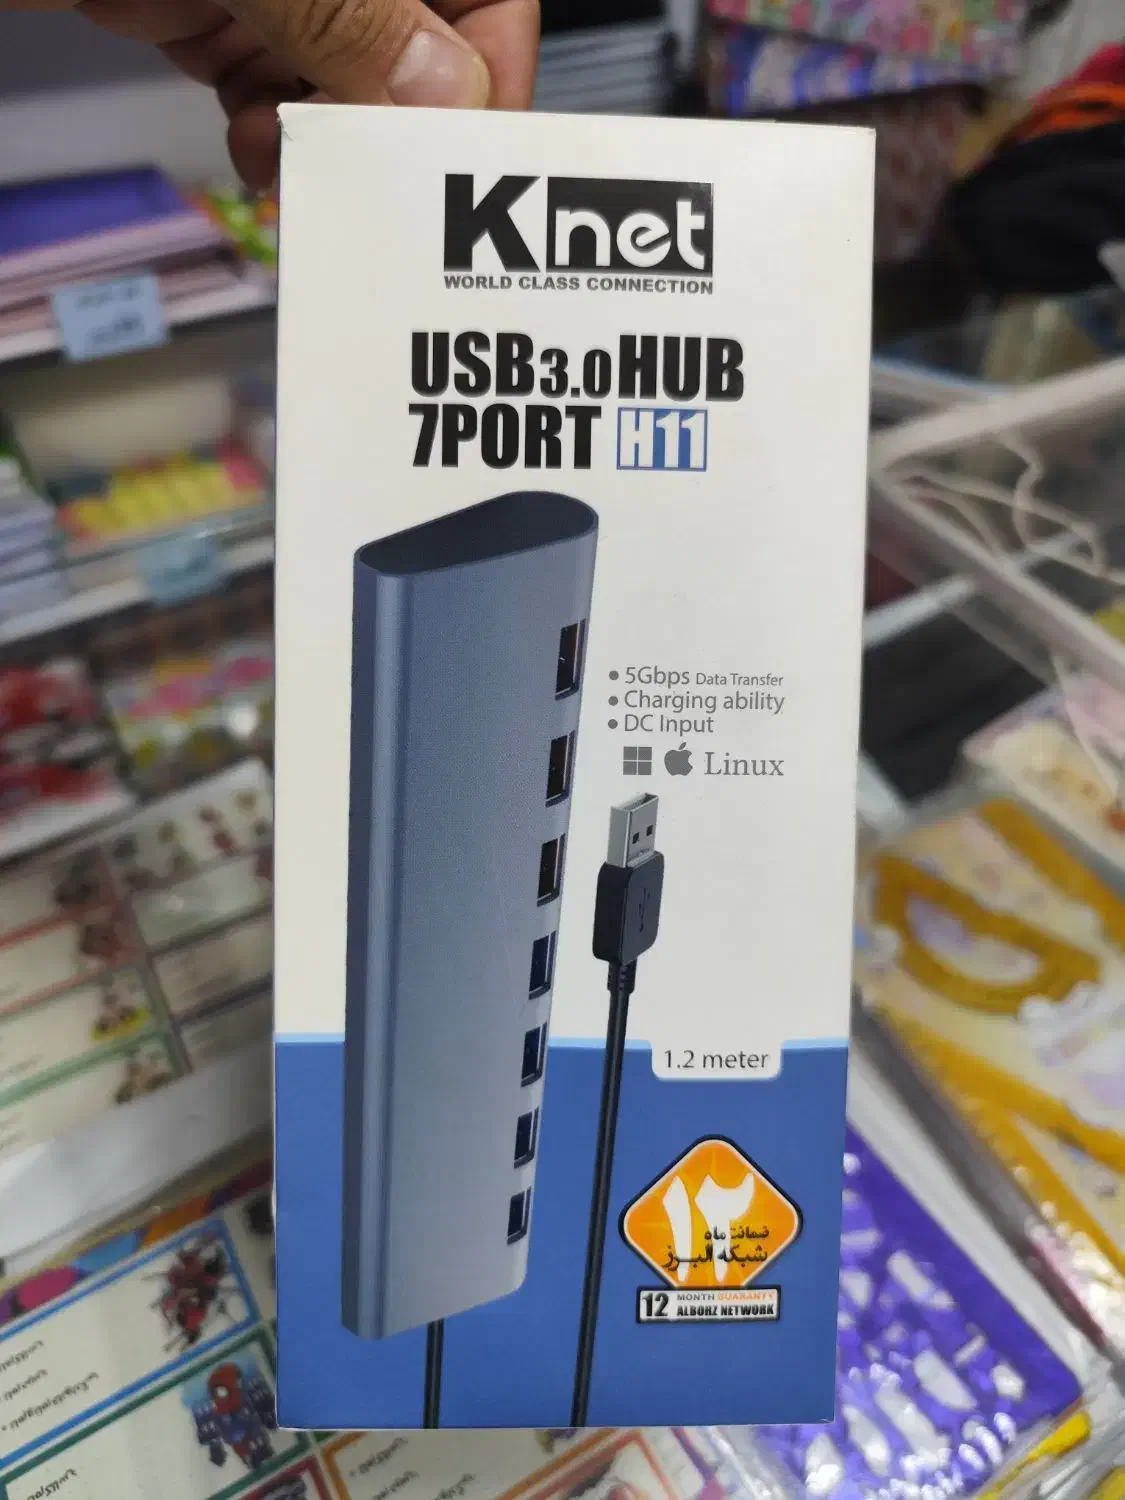 Knet
WORLD CLASS CONNECTION
USB3.0HUB
7PORT H11
• 5Gbps Data Transfer
• Charging ability
• DC Input
Linux
1.2 meter
۱۲
ضمانت ماه
شبکه البرز
12 MONTH GUARANTY
ALBORZ NETWORK